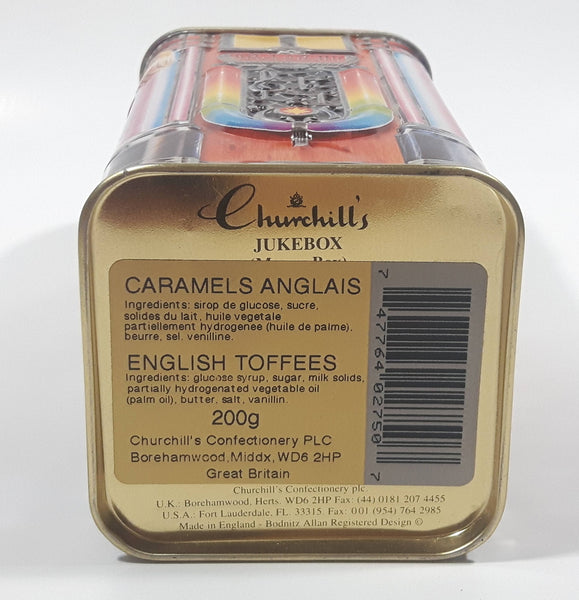 Churchill's
JUKEBOX
CARAMELS ANGLAIS
Ingredients: sirop de glucose, sucre,
solides du lait, huile vegetale
partiellement hydrogenee (huile de palme),
beurre, sel. venilline.
ENGLISH TOFFEES
Ingredients: glucose syrup, sugar, milk solids,
partially hydrogenated vegetable oil
(palm oil), butter, salt, vanillin.
200g
Churchill's Confectionery PLC
Borehamwood, Middx, WD6 2HP
Great Britain
7 47764 02750 7
Churchill's Confectionery plc
U.K.: Borehamwood, Herts. WD6 2HP Fax: (44) 0181 207 4455
U.S.A.: Fort Lauderdale, FL. 33315. Fax: 001 (954) 764 2985
Made in England - Bodnitz Allan Registered Design ©